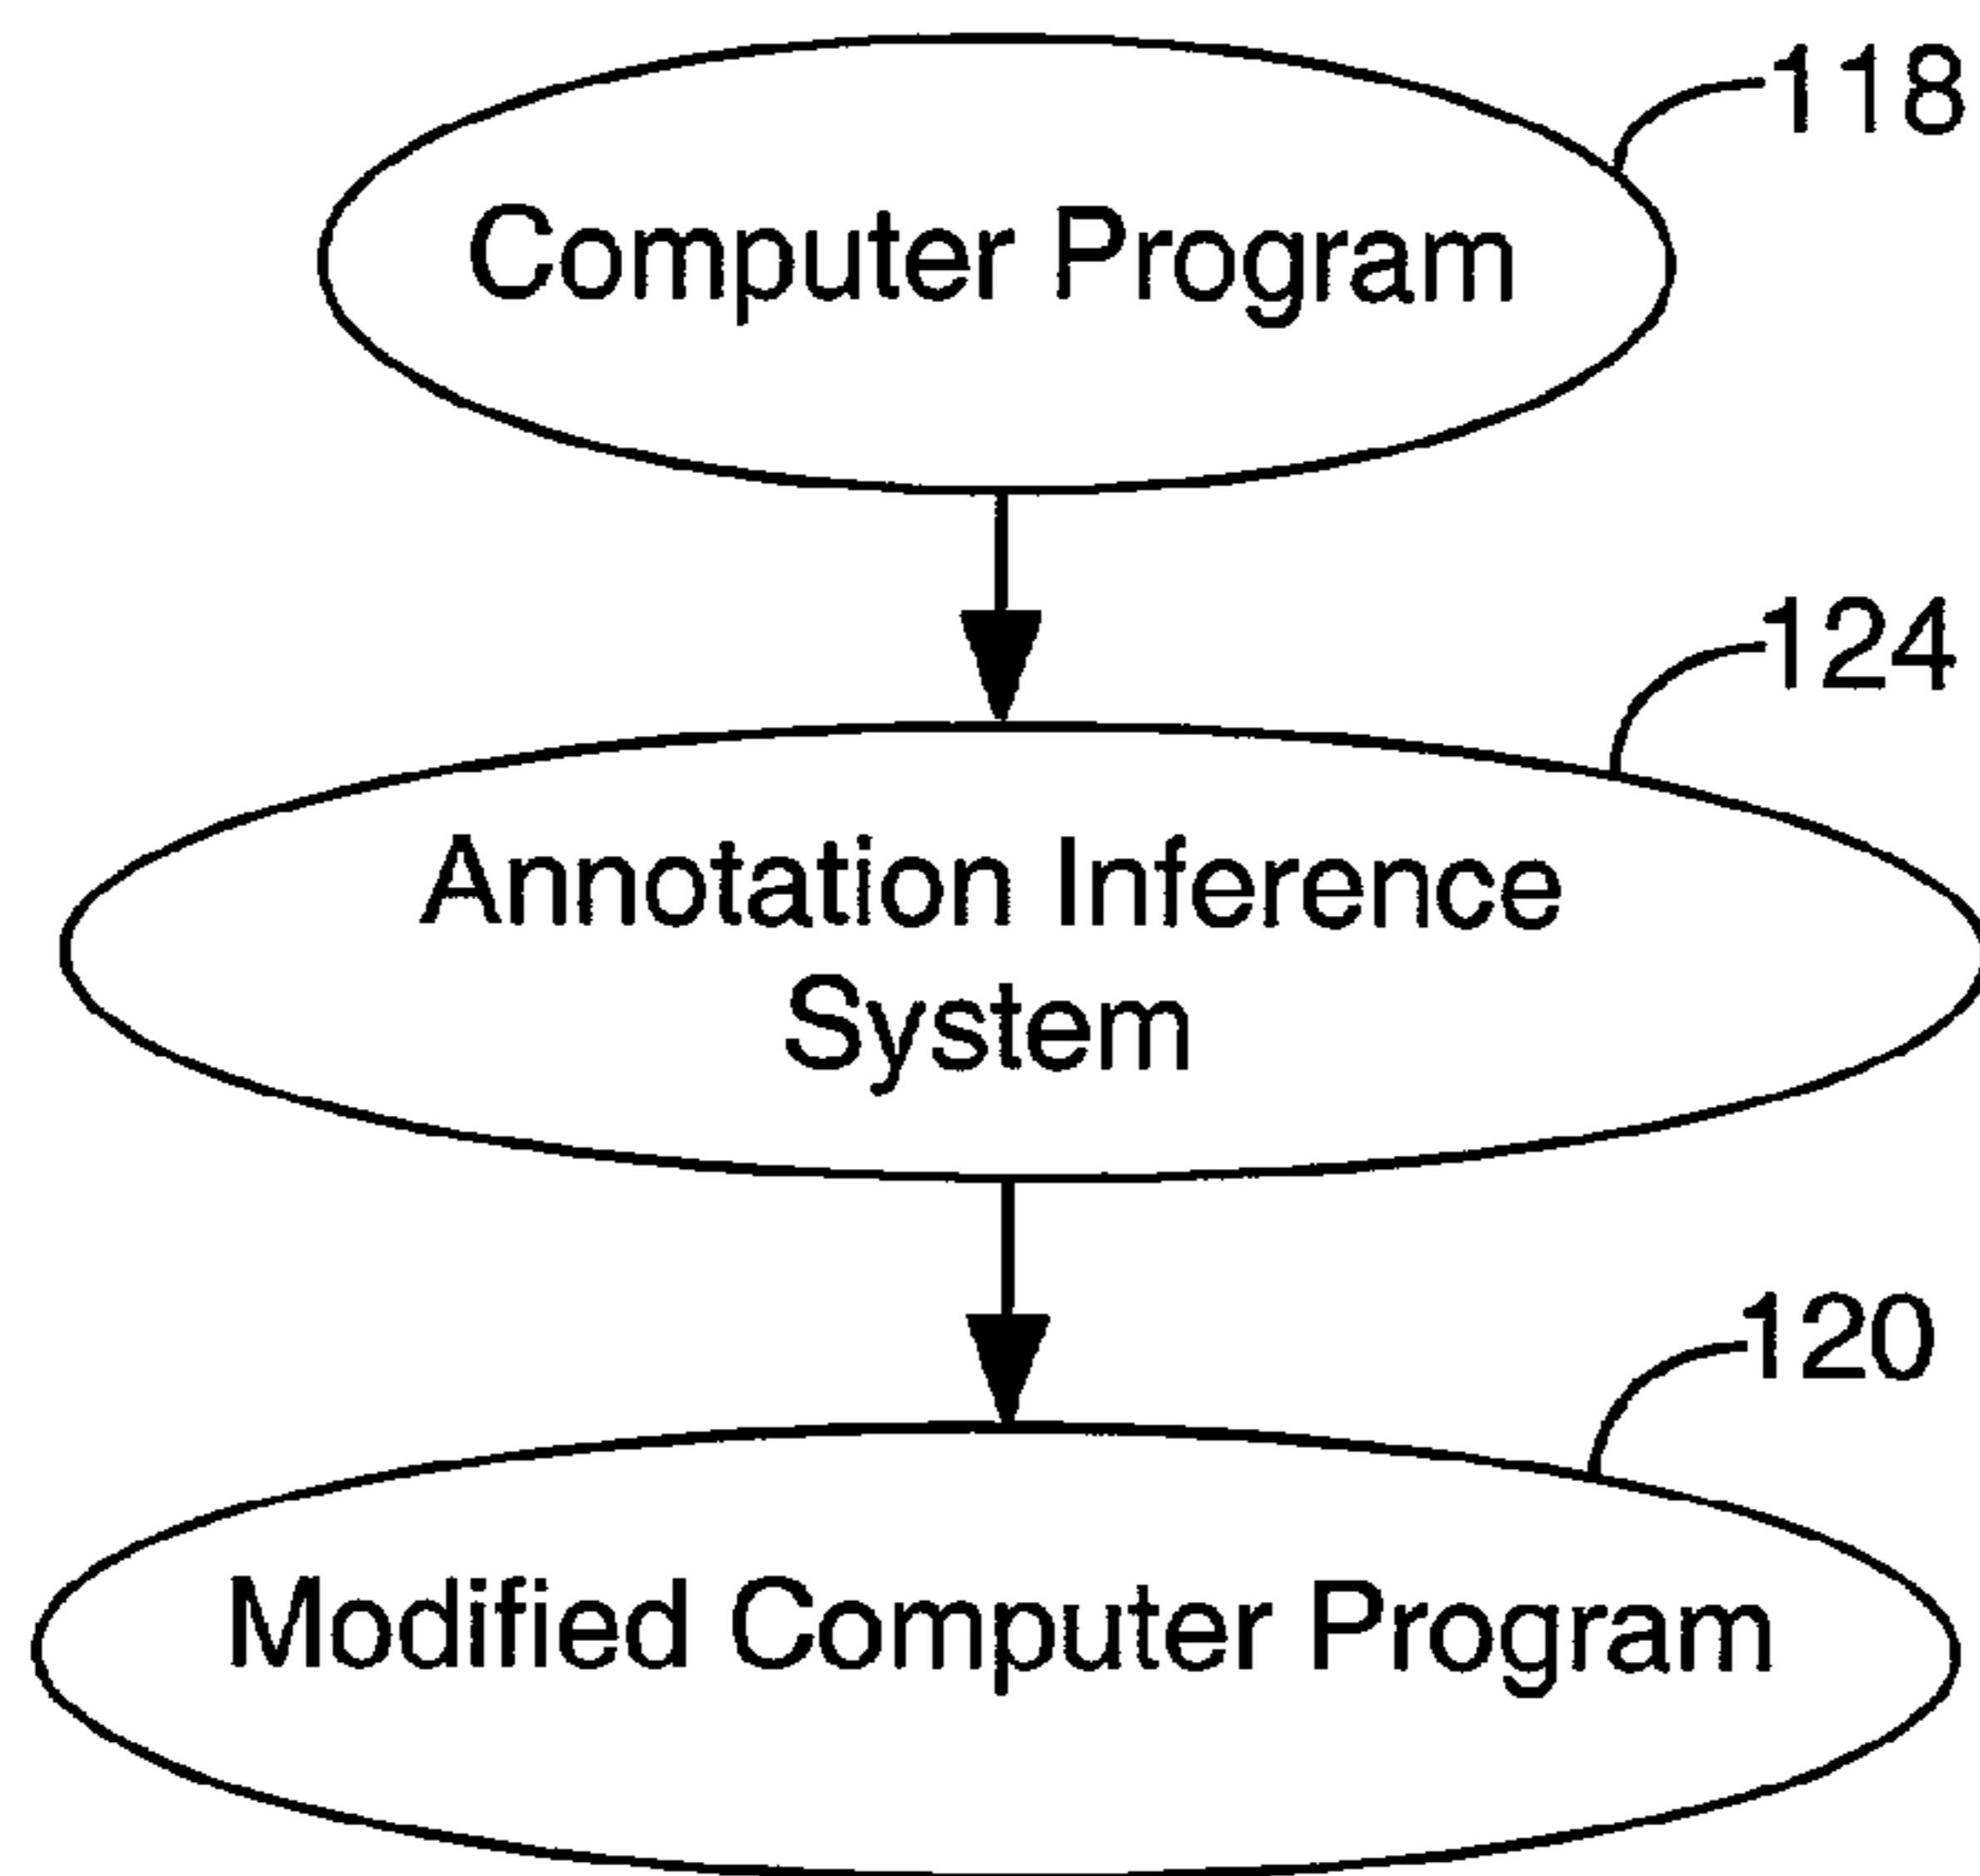 118
Computer Program
124
Annotation Inference
System
120
Modified Computer Program